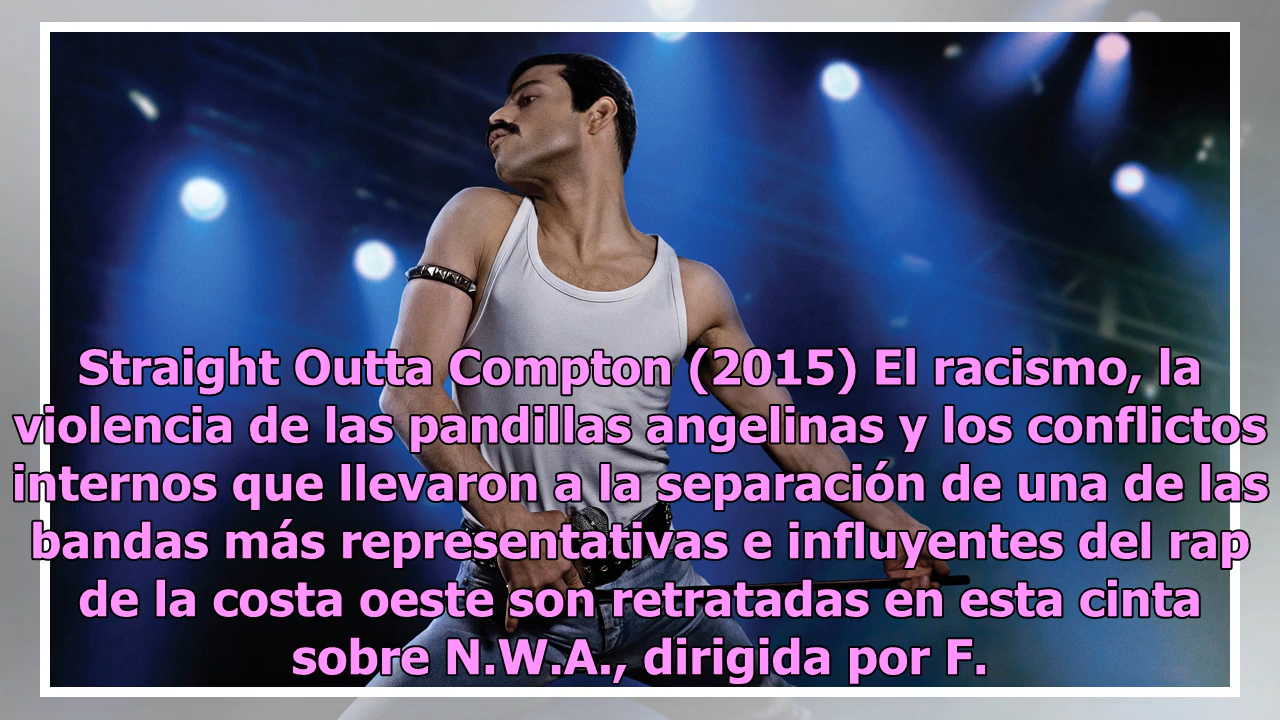 Straight Outta Compton (2015) El racismo, la
violencia de las pandillas angelinas y los conflictos
internos que llevaron a la separación de una de las
bandas más representativas e influyentes del rap
de la costa oeste son retratadas en esta cinta
sobre N.W.A., dirigida por F.